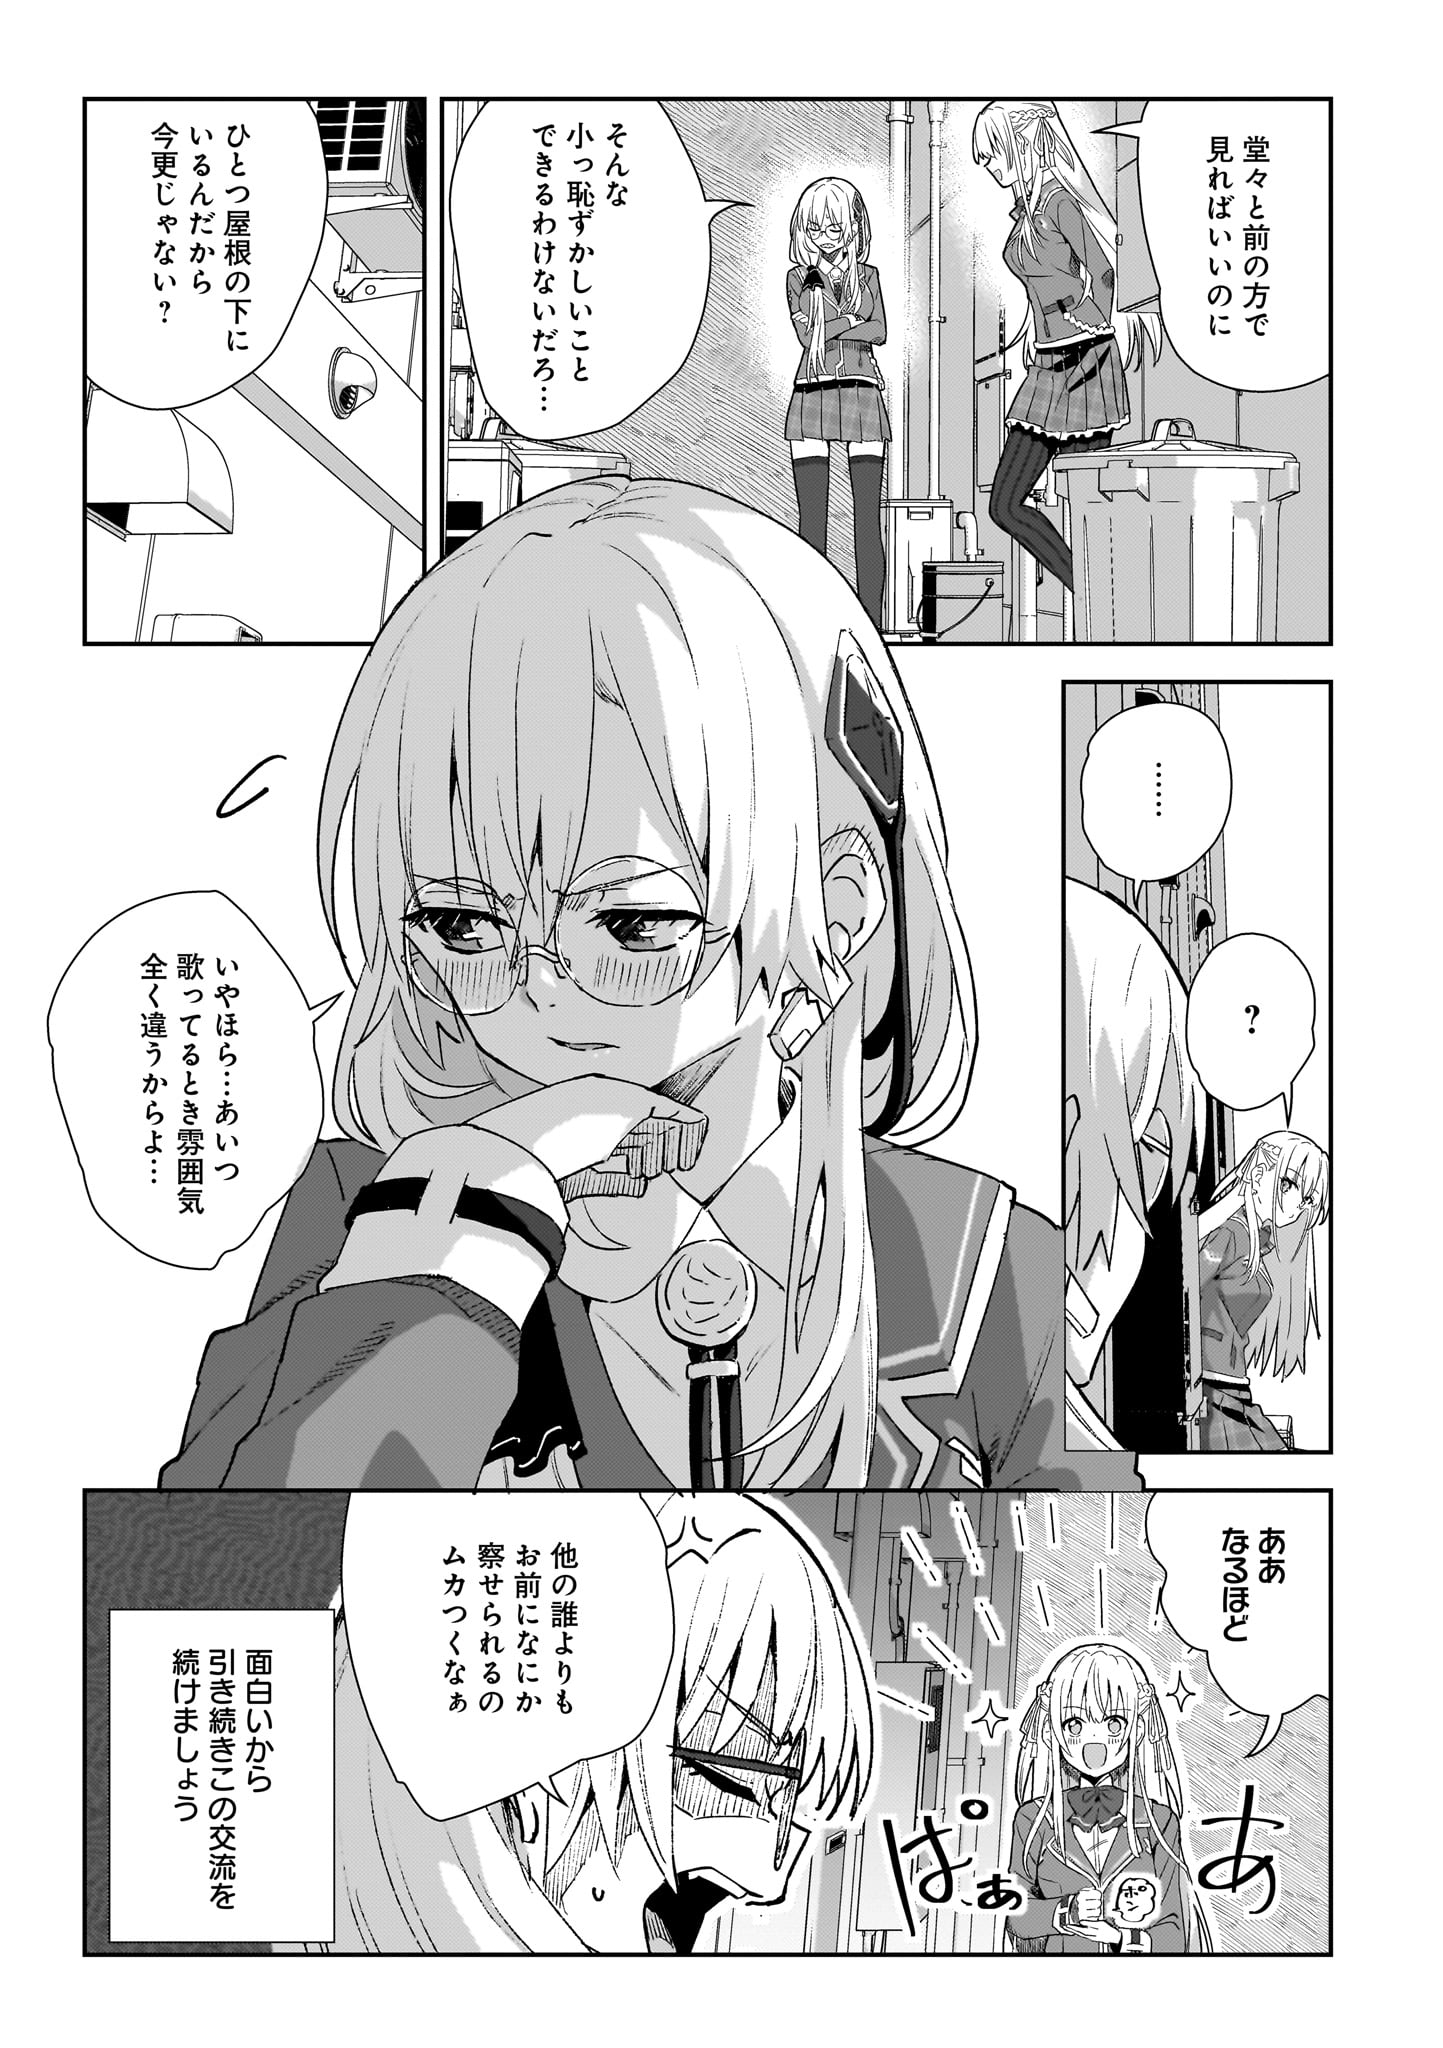 堂々と前の方で
見ればいいのに
そんな
小っ恥ずかしいこと
できるわけないだろ…
ひとつ屋根の下に
いるんだから
今更じゃない?
……
?
いやほら…あいつ
歌ってるとき雰囲気
全く違うからよ…
ああ
なるほど
ぱぁぁ
ポン
他の誰よりも
お前になにか
察せられるの
ムカつくなぁ
面白いから
引き続きこの交流を
続けましょう